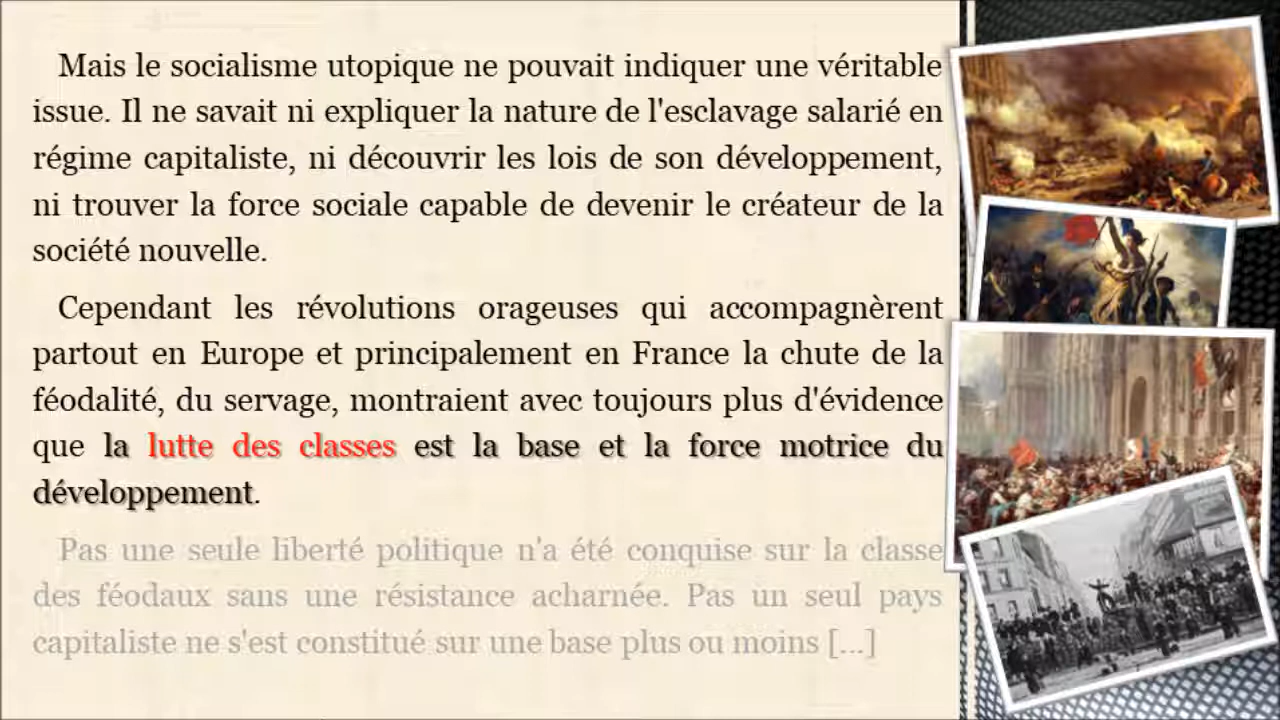 Mais le socialisme utopique ne pouvait indiquer une véritable
issue. Il ne savait ni expliquer la nature de l'esclavage salarié en
régime capitaliste, ni découvrir les lois de son développement,
ni trouver la force sociale capable de devenir le créateur de la
société nouvelle.
Cependant les révolutions orageuses qui accompagnèrent
partout en Europe et principalement en France la chute de la
féodalité, du servage, montraient avec toujours plus d'évidence
que la lutte des classes est la base et la force motrice du
développement.
Pas une seule liberté politique n'a été conquise sur la classe
des féodaux sans une résistance acharnée. Pas un seul pays
capitaliste ne s'est constitué sur une base plus ou moins [...]